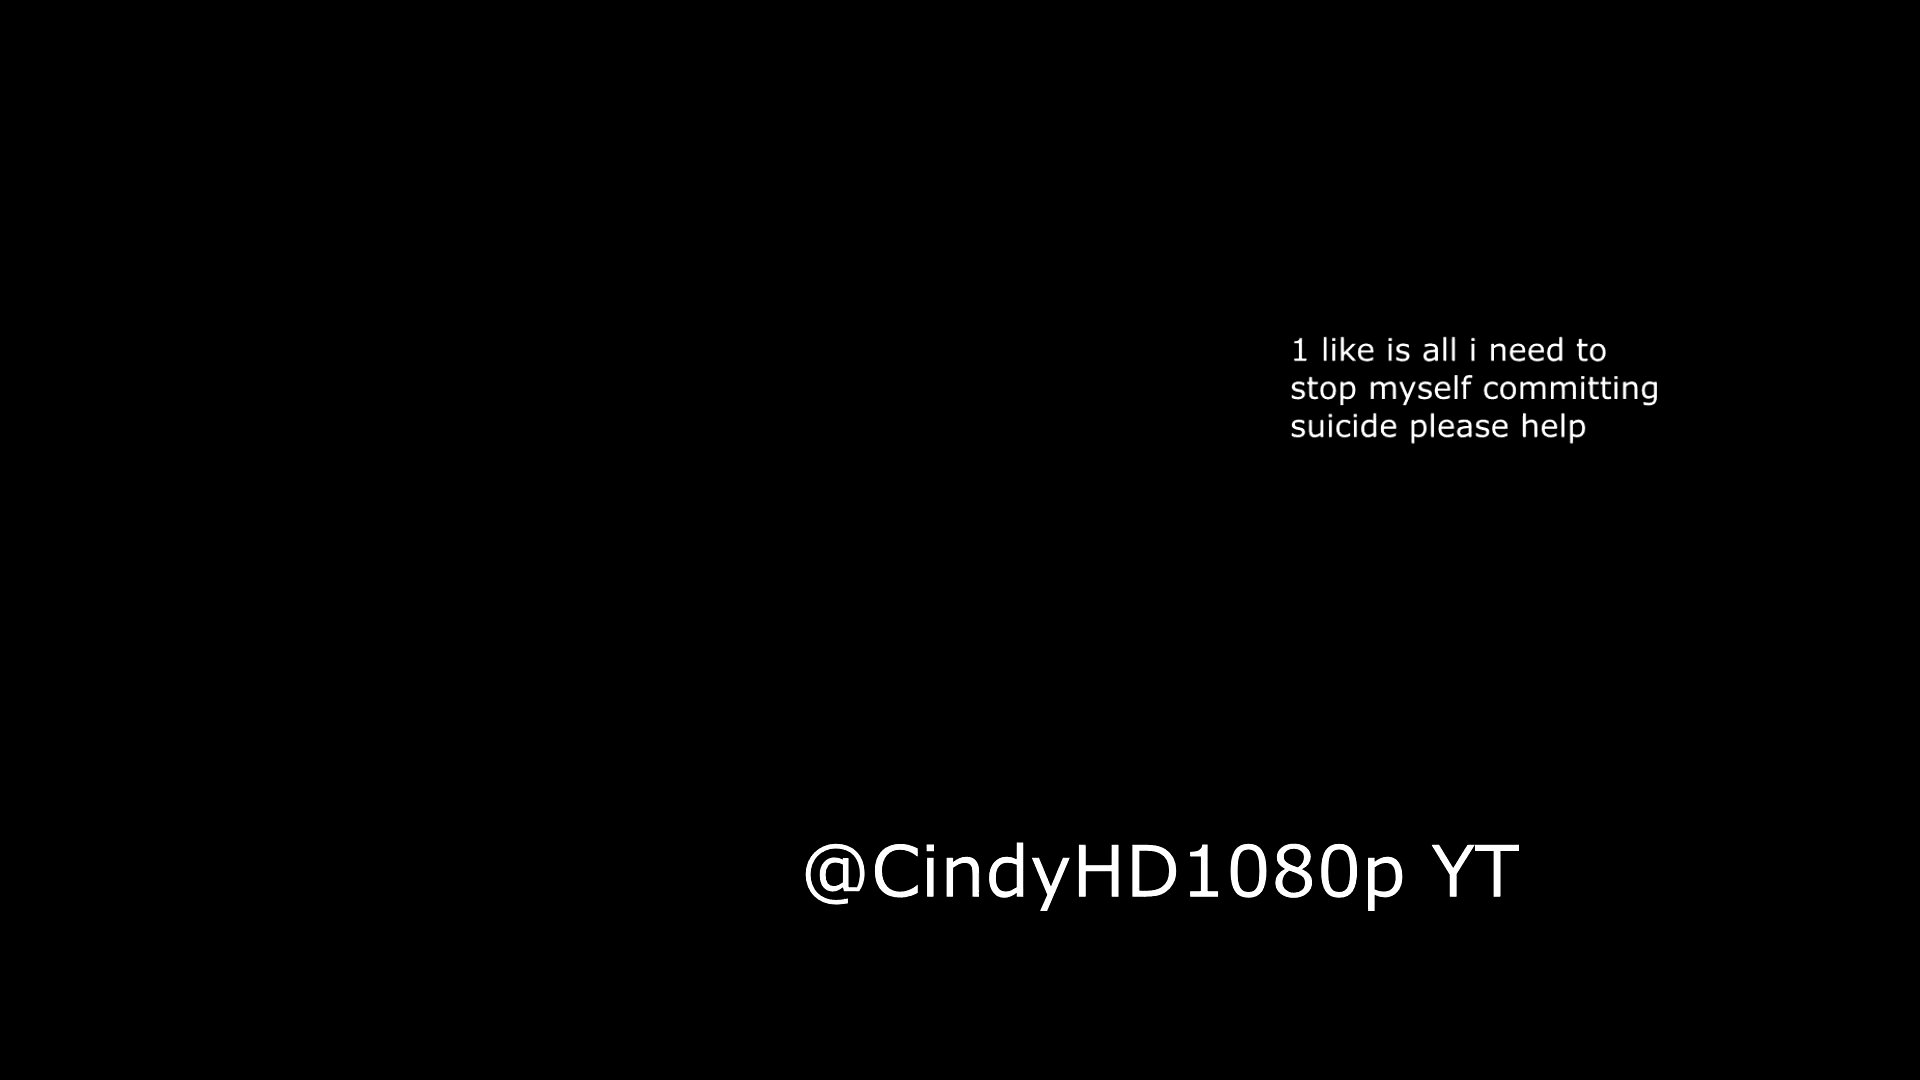 1 like is all i need to
stop myself committing
suicide please help
@CindyHD1080p YT